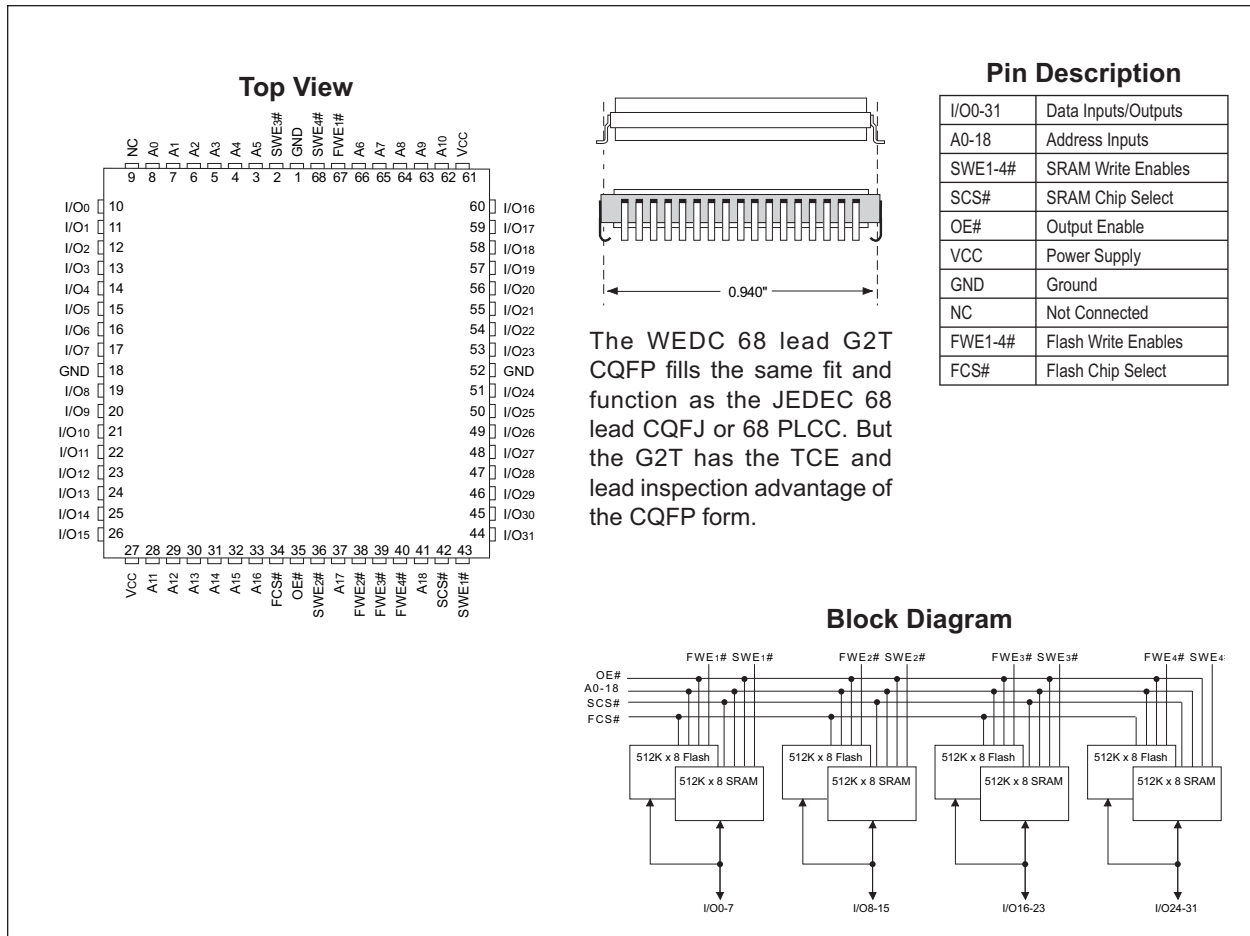 Top View
NC A0 A1 A2 A3 A4 A5 SWE3# GND SWE4# FWE1# A6 A7 A8 A9 A10 VCC
9 8 7 6 5 4 3 2 1 68 67 66 65 64 63 62 61
I/O0 10 60 I/O16
I/O1 11 59 I/O17
I/O2 12 58 I/O18
I/O3 13 57 I/O19
I/O4 14 56 I/O20
I/O5 15 55 I/O21
I/O6 16 54 I/O22
I/O7 17 53 I/O23
GND 18 52 GND
I/O8 19 51 I/O24
I/O9 20 50 I/O25
I/O10 21 49 I/O26
I/O11 22 48 I/O27
I/O12 23 47 I/O28
I/O13 24 46 I/O29
I/O14 25 45 I/O30
I/O15 26 44 I/O31
27 28 29 30 31 32 33 34 35 36 37 38 39 40 41 42 43
VCC A11 A12 A13 A14 A15 A16 FCS# OE# SWE2# A17 FWE2# FWE3# FWE4# A18 SCS# SWE1#
0.940"
The WEDC 68 lead G2T
CQFP fills the same fit and
function as the JEDEC 68
lead CQFJ or 68 PLCC. But
the G2T has the TCE and
lead inspection advantage of
the CQFP form.
Pin Description
I/O0-31 Data Inputs/Outputs
A0-18 Address Inputs
SWE1-4# SRAM Write Enables
SCS# SRAM Chip Select
OE# Output Enable
VCC Power Supply
GND Ground
NC Not Connected
FWE1-4# Flash Write Enables
FCS# Flash Chip Select
Block Diagram
FWE1# SWE1# FWE2# SWE2# FWE3# SWE3# FWE4# SWE4
OE#
A0-18
SCS#
FCS#
512K x 8 Flash 512K x 8 Flash 512K x 8 Flash 512K x 8 Flash
512K x 8 SRAM 512K x 8 SRAM 512K x 8 SRAM 512K x 8 SRAM
I/O0-7 I/O8-15 I/O16-23 I/O24-31